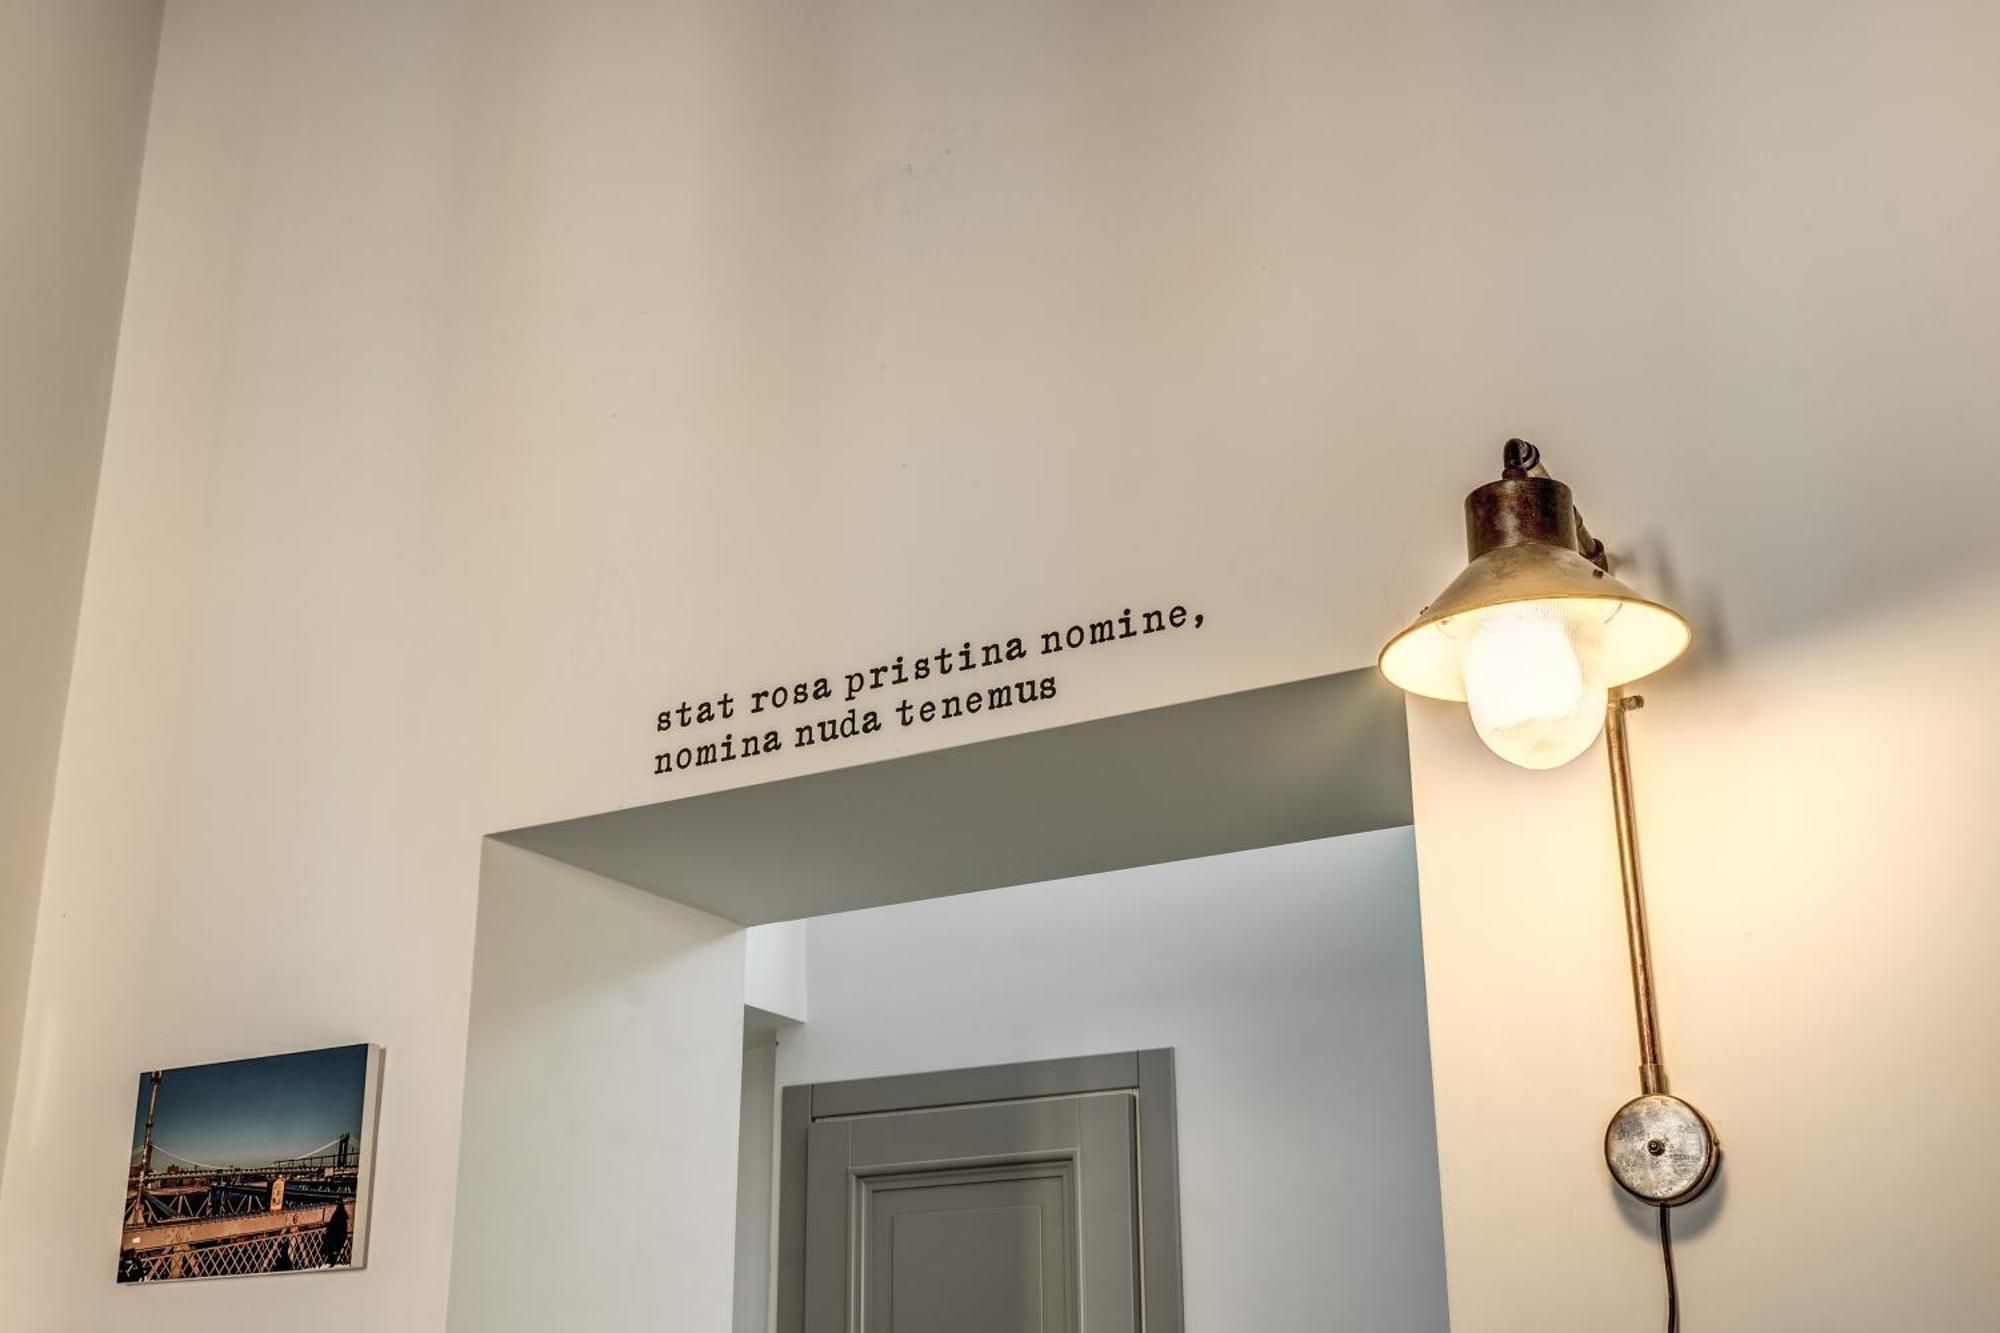 stat rosa pristina nomine,
nomina nuda tenemus